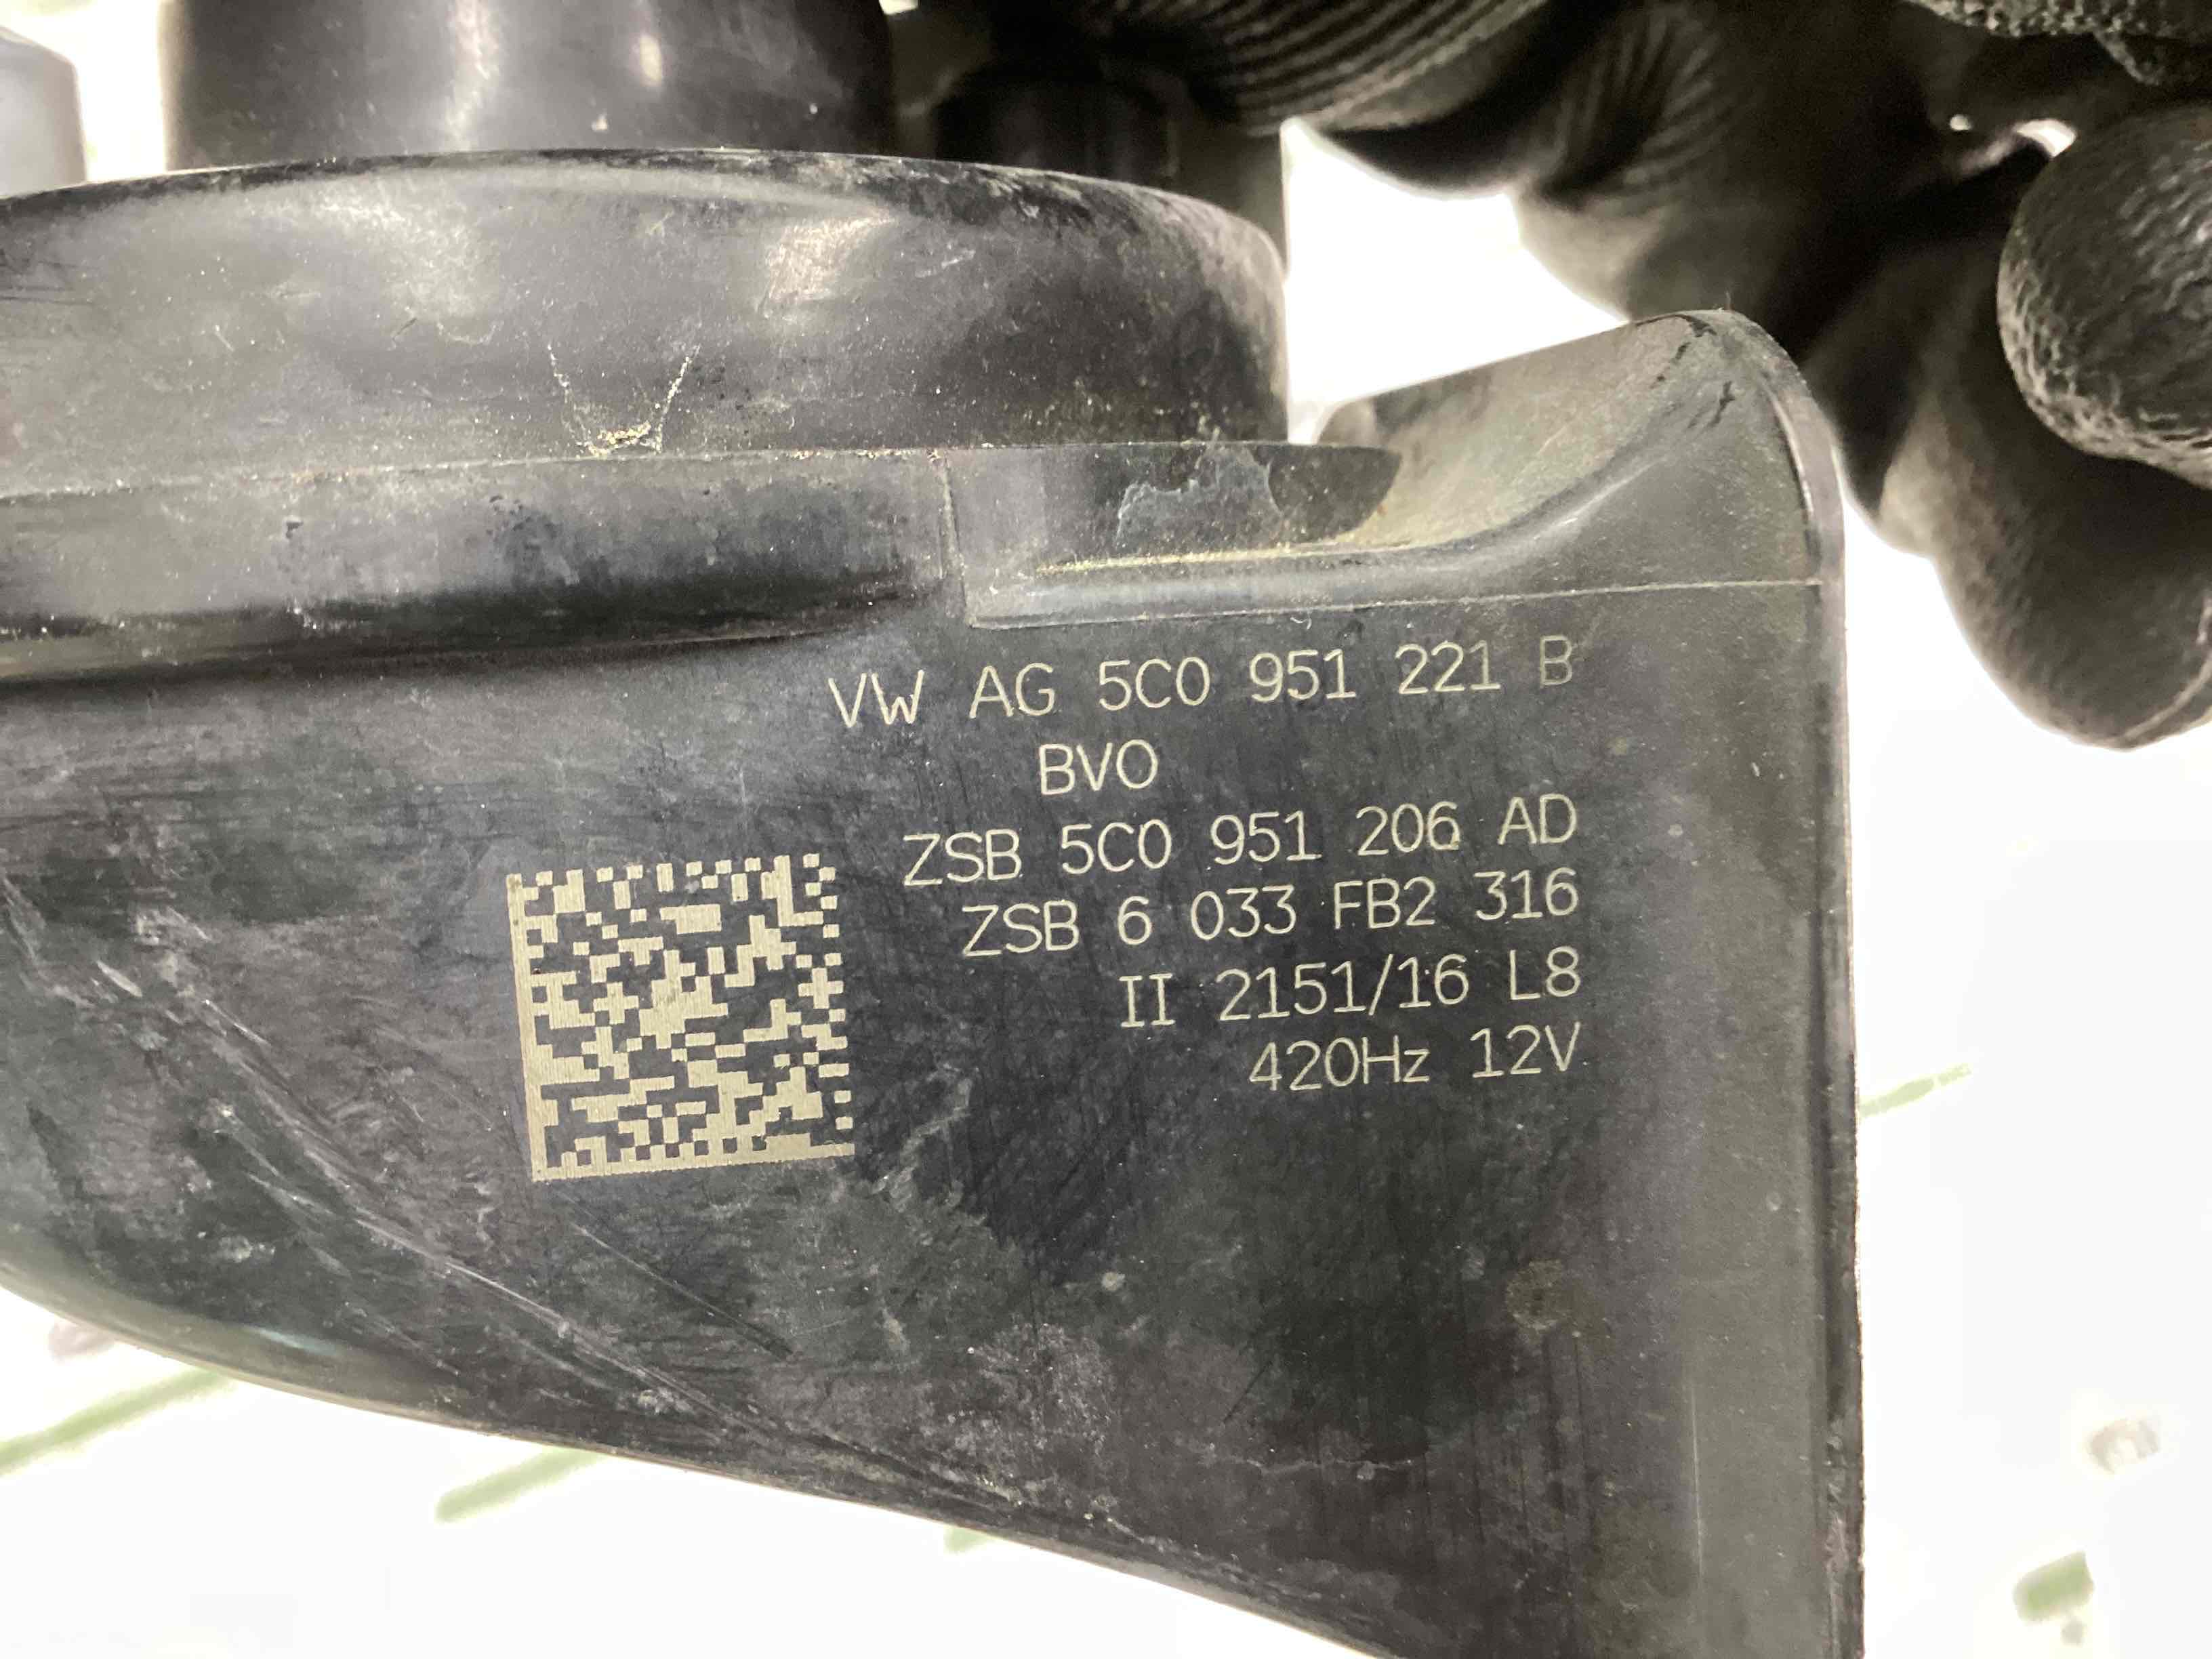 VW AG 5C0 951 221 B
BVO
ZSB 5C0 951 206 AD
ZSB 6 033 FB2 316
II 2151/16 L8
420Hz 12V